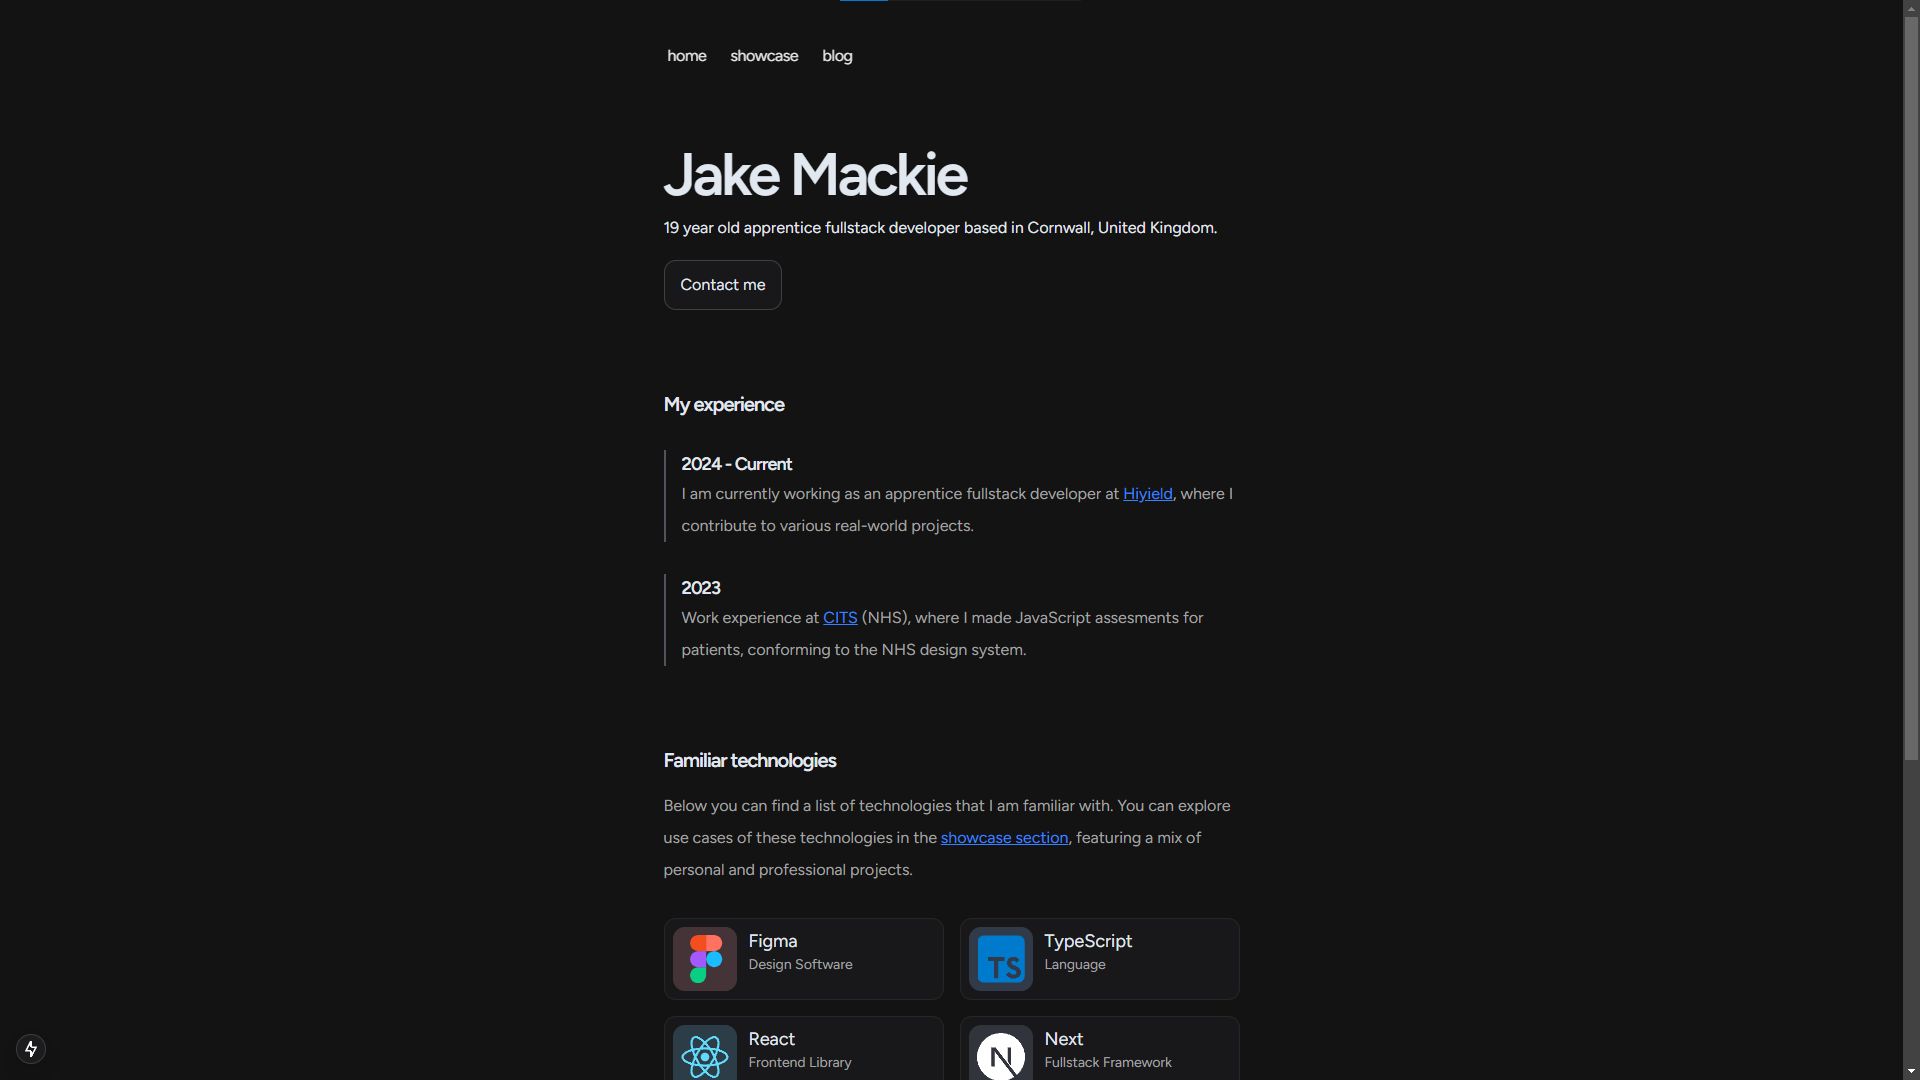 home showcase blog
Jake Mackie
19 year old apprentice fullstack developer based in Cornwall, United Kingdom.
Contact me
My experience
2024 - Current
I am currently working as an apprentice fullstack developer at Hiyield, where I
contribute to various real-world projects.
2023
Work experience at CITS (NHS), where I made JavaScript assesments for
patients, conforming to the NHS design system.
Familiar technologies
Below you can find a list of technologies that I am familiar with. You can explore
use cases of these technologies in the showcase section, featuring a mix of
personal and professional projects.
Figma
Design Software
TS
TypeScript
Language
React
Frontend Library
N
Next
Fullstack Framework